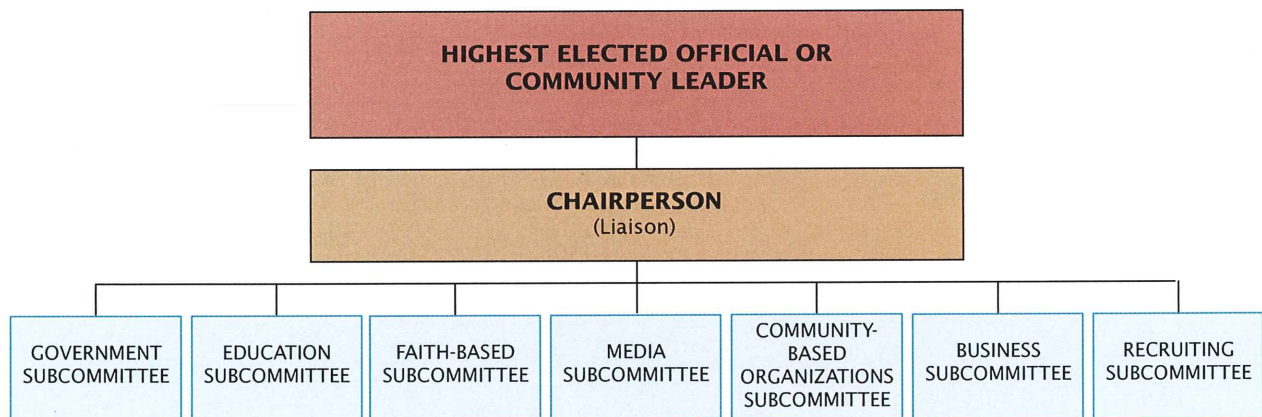 HIGHEST ELECTED OFFICIAL OR
COMMUNITY LEADER
CHAIRPERSON
(Liaison)
GOVERNMENT
SUBCOMMITTEE
EDUCATION
SUBCOMMITTEE
FAITH-BASED
SUBCOMMITTEE
MEDIA
SUBCOMMITTEE
COMMUNITY-
BASED
ORGANIZATIONS
SUBCOMMITTEE
BUSINESS
SUBCOMMITTEE
RECRUITING
SUBCOMMITTEE